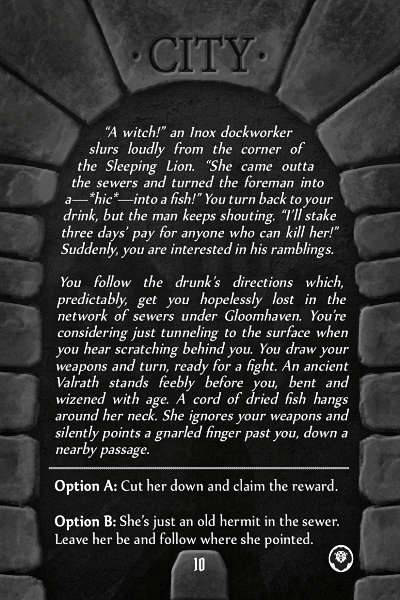 · CITY ·
“A witch!” an Inox dockworker
slurs loudly from the corner of
the Sleeping Lion. “She came outta
the sewers and turned the foreman into
a—*hic*—into a fish!” You turn back to your
drink, but the man keeps shouting. “I’ll stake
three days’ pay for anyone who can kill her!”
Suddenly, you are interested in his ramblings.
You follow the drunk’s directions which,
predictably, get you hopelessly lost in the
network of sewers under Gloomhaven. You’re
considering just tunneling to the surface when
you hear scratching behind you. You draw your
weapons and turn, ready for a fight. An ancient
Valrath stands feebly before you, bent and
wizened with age. A cord of dried fish hangs
around her neck. She ignores your weapons and
silently points a gnarled finger past you, down a
nearby passage.
Option A: Cut her down and claim the reward.
Option B: She’s just an old hermit in the sewer.
Leave her be and follow where she pointed.
10